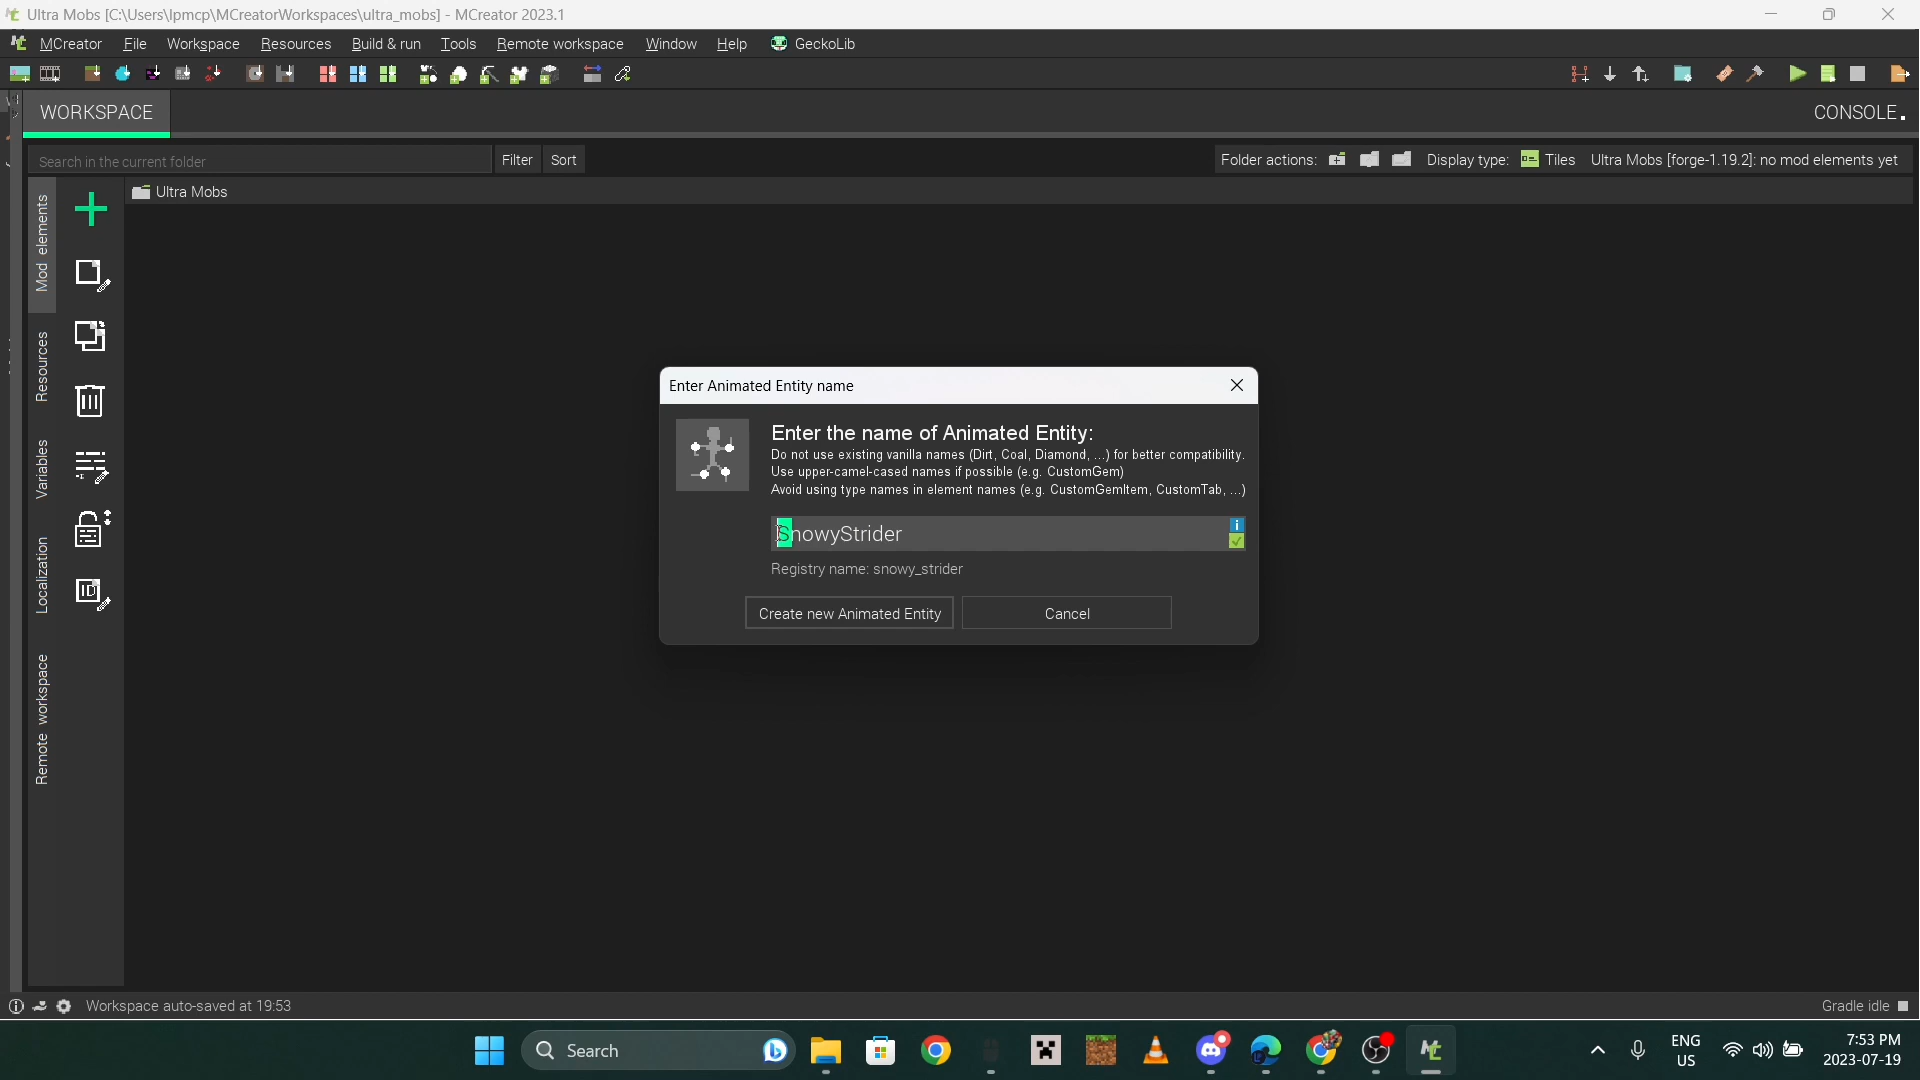 Ultra Mobs [C:\Users\lpmcp\MCreatorWorkspaces\ultra_mobs] - MCreator 2023.1
MCreator File Workspace Resources Build & run Tools Remote workspace Window Help GeckoLib
WORKSPACE
CONSOLE
Search in the current folder
Filter
Sort
Folder actions:
Display type:
Tiles
Ultra Mobs [forge-1.19.2]: no mod elements yet
Ultra Mobs
Mod elements
Resources
Variables
Localization
Remote workspace
ID
Enter Animated Entity name
Enter the name of Animated Entity:
Do not use existing vanilla names (Dirt, Coal, Diamond, ...) for better compatibility.
Use upper-camel-cased names if possible (e.g. CustomGem)
Avoid using type names in element names (e.g. CustomGemItem, CustomTab, ...)
SnowyStrider
Registry name: snowy_strider
Create new Animated Entity
Cancel
Workspace auto-saved at 19:53
Gradle idle
Search
ENG
US
7:53 PM
2023-07-19